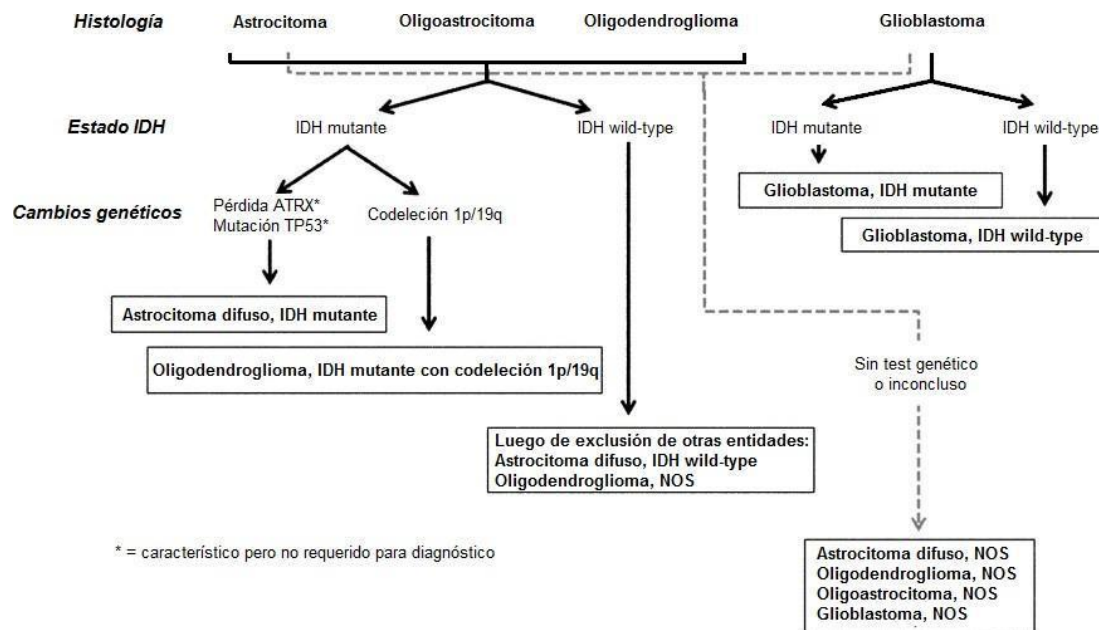 Histología
Astrocitoma
Oligoastrocitoma
Oligodendroglioma
Glioblastoma
Estado IDH
IDH mutante
IDH wild-type
IDH mutante
IDH wild-type
Cambios genéticos
Pérdida ATRX*
Mutación TP53*
Codeleción 1p/19q
Glioblastoma, IDH mutante
Glioblastoma, IDH wild-type
Astrocitoma difuso, IDH mutante
Oligodendroglioma, IDH mutante con codeleción 1p/19q
Sin test genético
o inconcluso
Luego de exclusión de otras entidades:
Astrocitoma difuso, IDH wild-type
Oligodendroglioma, NOS
* = característico pero no requerido para diagnóstico
Astrocitoma difuso, NOS
Oligodendroglioma, NOS
Oligoastrocitoma, NOS
Glioblastoma, NOS